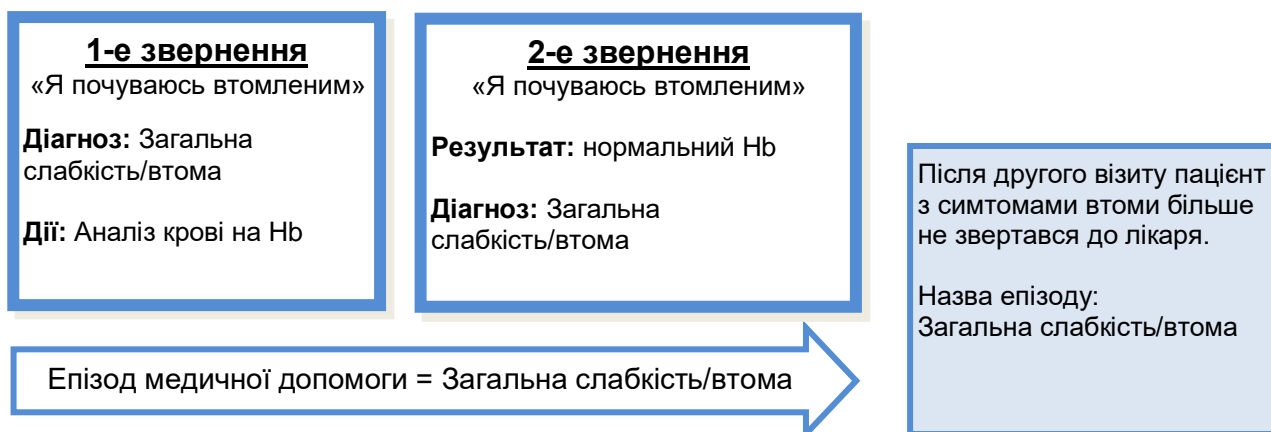 1-е звернення
«Я почуваюсь втомленим»
Діагноз: Загальна
слабкість/втома
Дії: Аналіз крові на Hb
2-е звернення
«Я почуваюсь втомленим»
Результат: нормальний Hb
Діагноз: Загальна
слабкість/втома
Після другого візиту пацієнт
з симтомами втоми більше
не звертався до лікаря.
Назва епізоду:
Загальна слабкість/втома
Епізод медичної допомоги = Загальна слабкість/втома